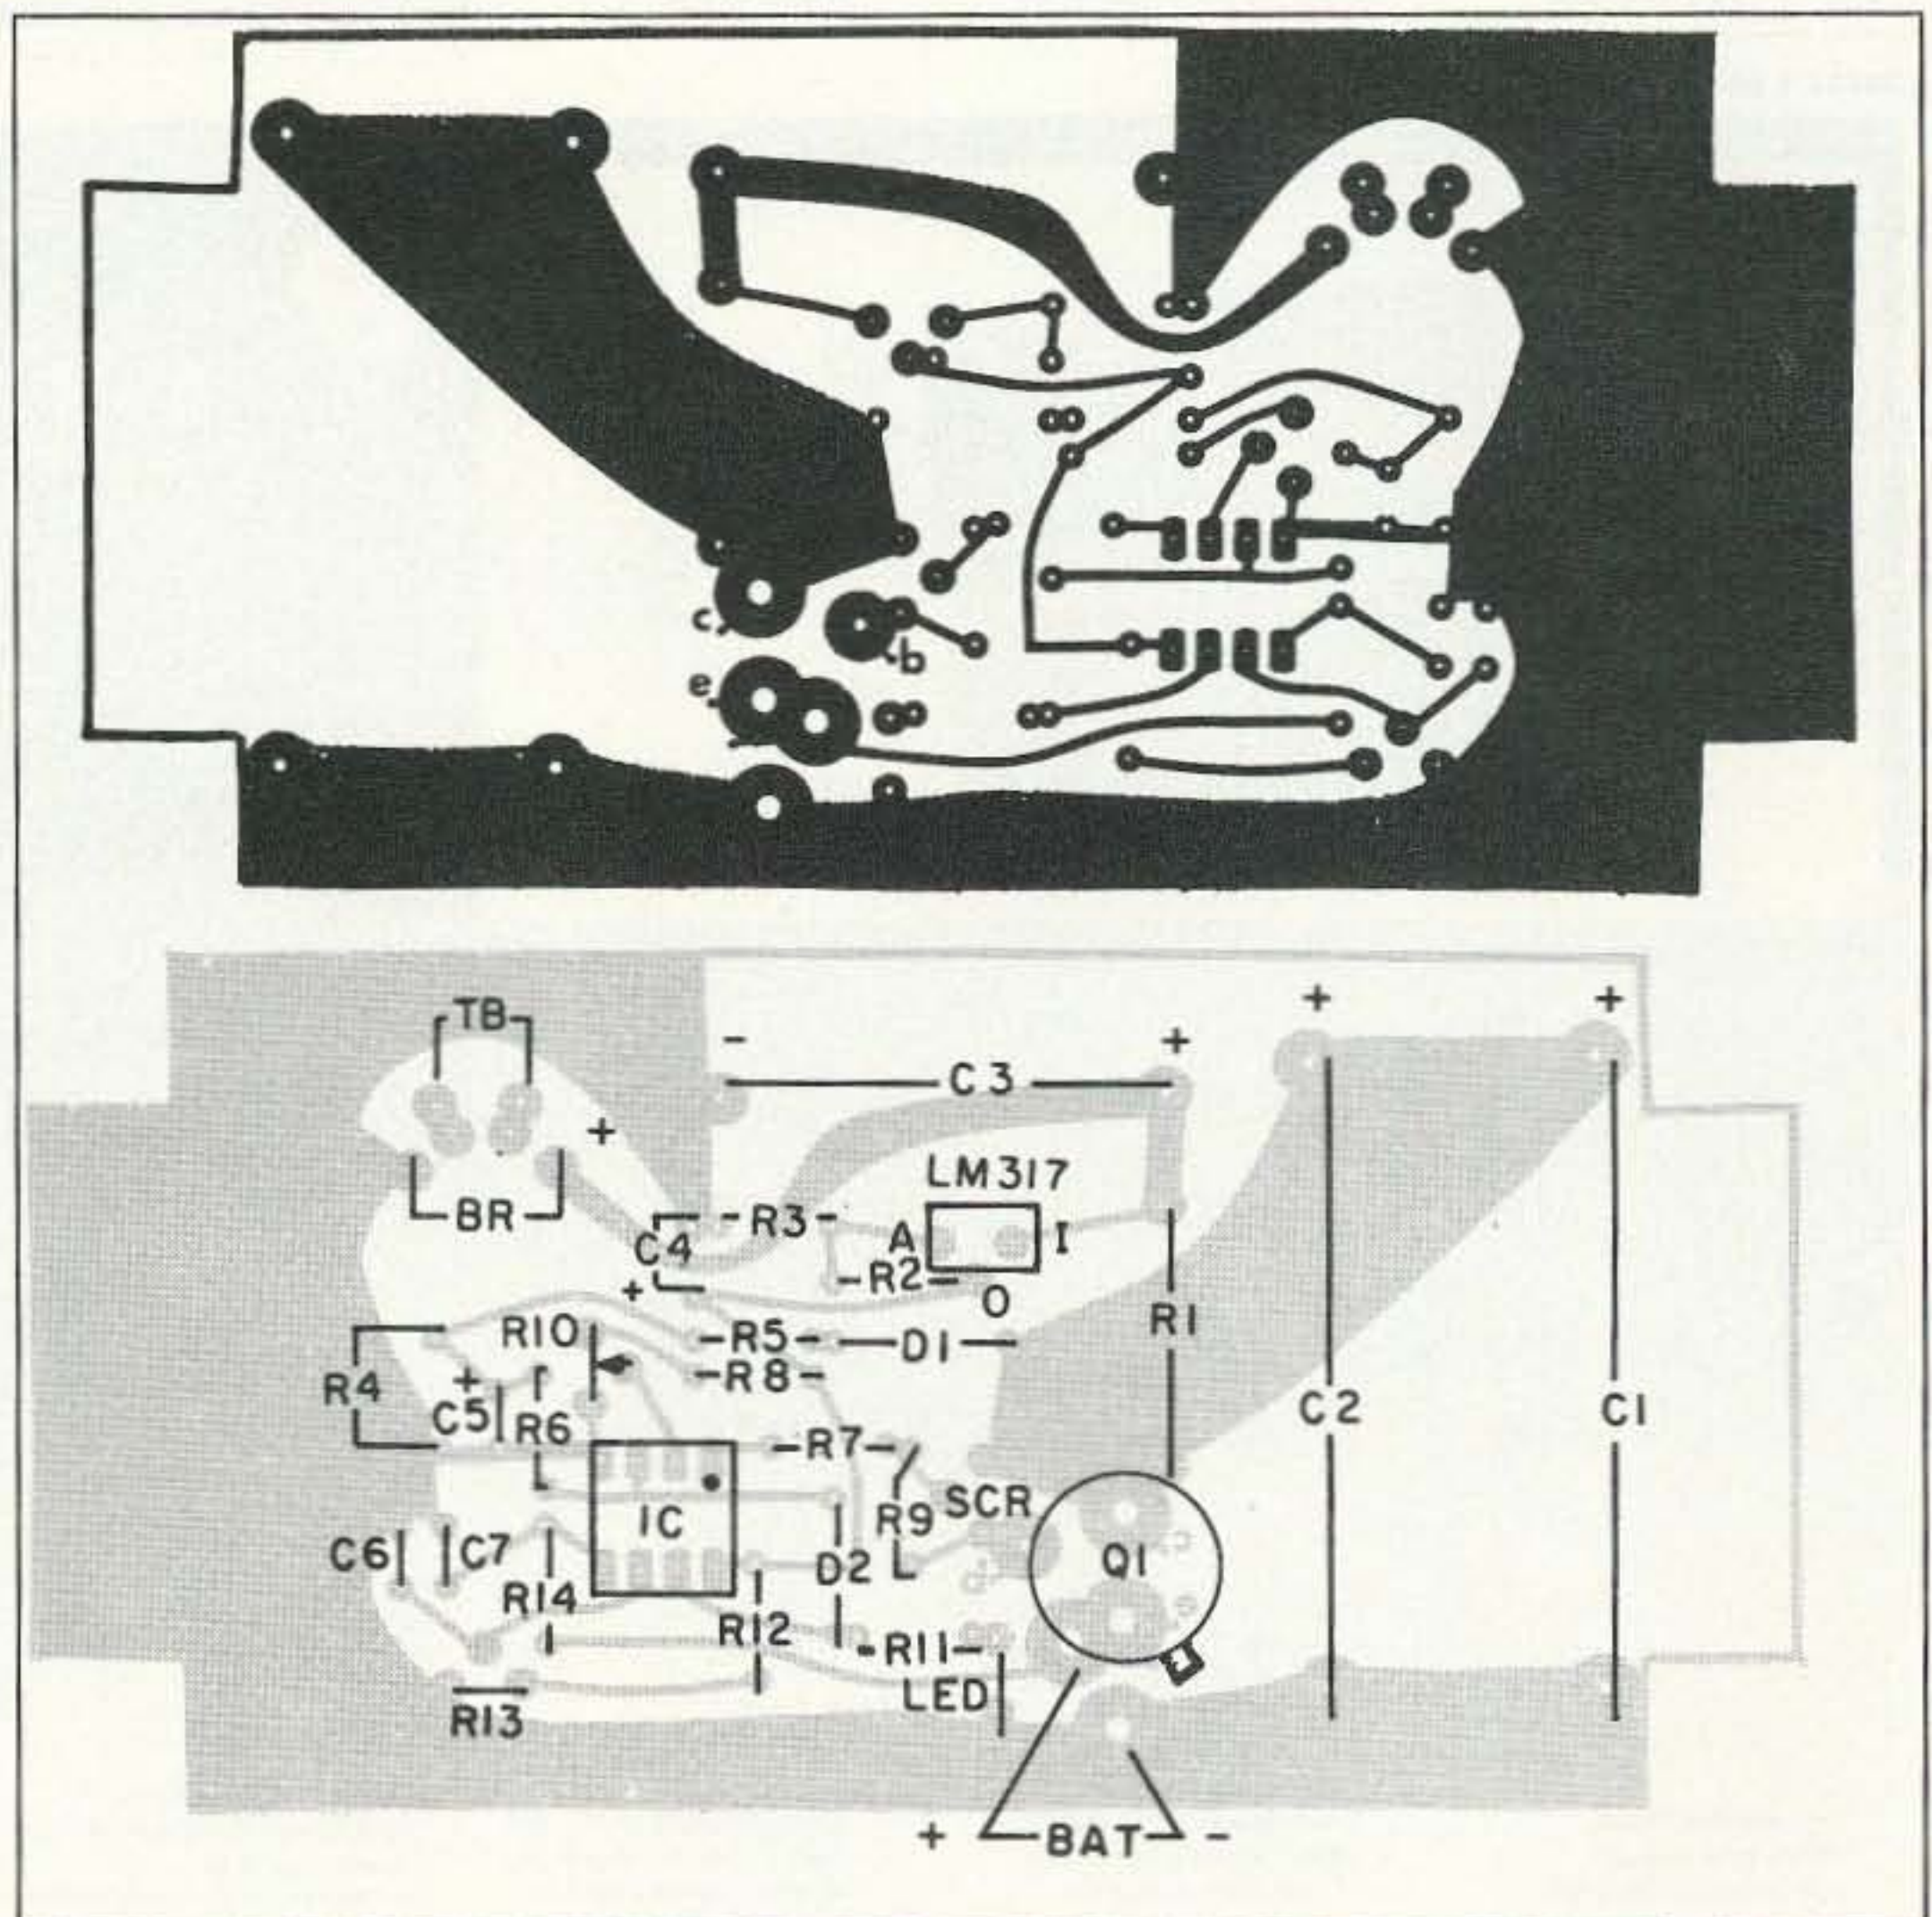 c
b
e
TB
+ +
- +
C3
+
LM317
BR
R3
C4
A I
R2
+
O
R10
R5 D1
R1
R4
+
R8
C5 R6
C2 C1
R7
SCR
R9
IC
C6 C7
D2
Q1
c
b
R14
e
R12
R11
LED
R13
+ BAT -